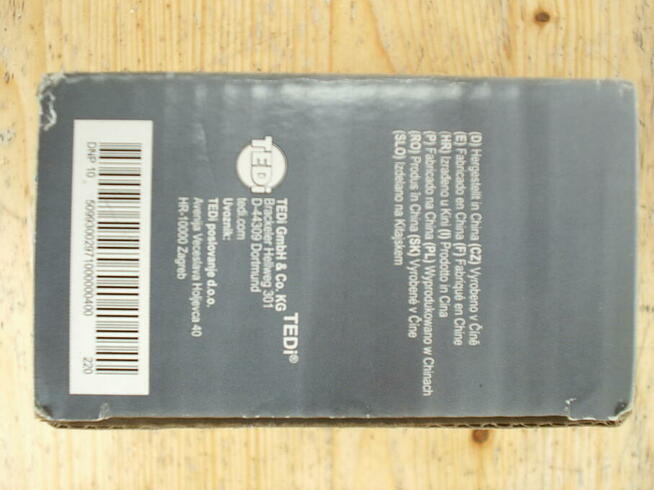 (D) Hergestellt in China (CZ) Vyrobeno v Číně
(E) Fabricado en China (F) Fabriqué en Chine
(HR) Izrađeno u Kini (I) Prodotto in Cina
(P) Fabricado na China (PL) Wyprodukowano w Chinach
(RO) Produs în China (SK) Vyrobené v Číne
(SLO) Izdelano na Kitajskem
TEDi
TEDi®
TEDi GmbH & Co. KG
Brackeler Hellweg 301
D-44309 Dortmund
tedi.com
Uvoznik:
TEDi poslovanje d.o.o.
Avenija Veceslava Holjevca 40
HR-10000 Zagreb
DNP 10 220